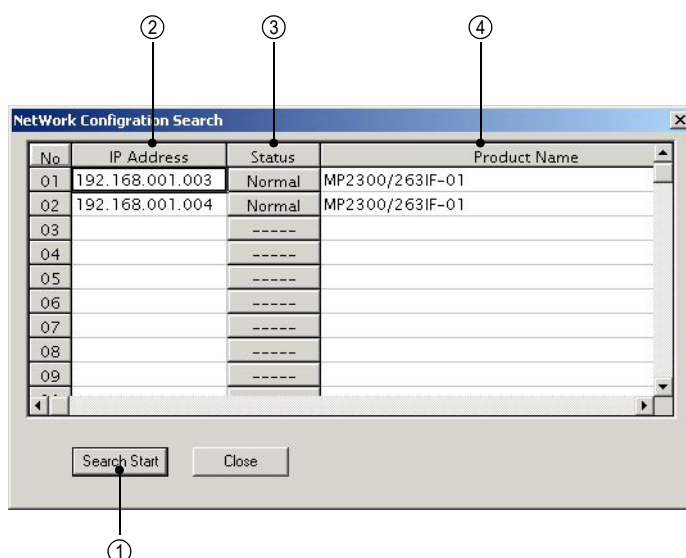 ② ③ ④
NetWork Configration Search
No IP Address Status Product Name
01 192.168.001.003 Normal MP2300/263IF-01
02 192.168.001.004 Normal MP2300/263IF-01
03 -----
04 -----
05 -----
06 -----
07 -----
08 -----
09 -----
Search Start Close
①